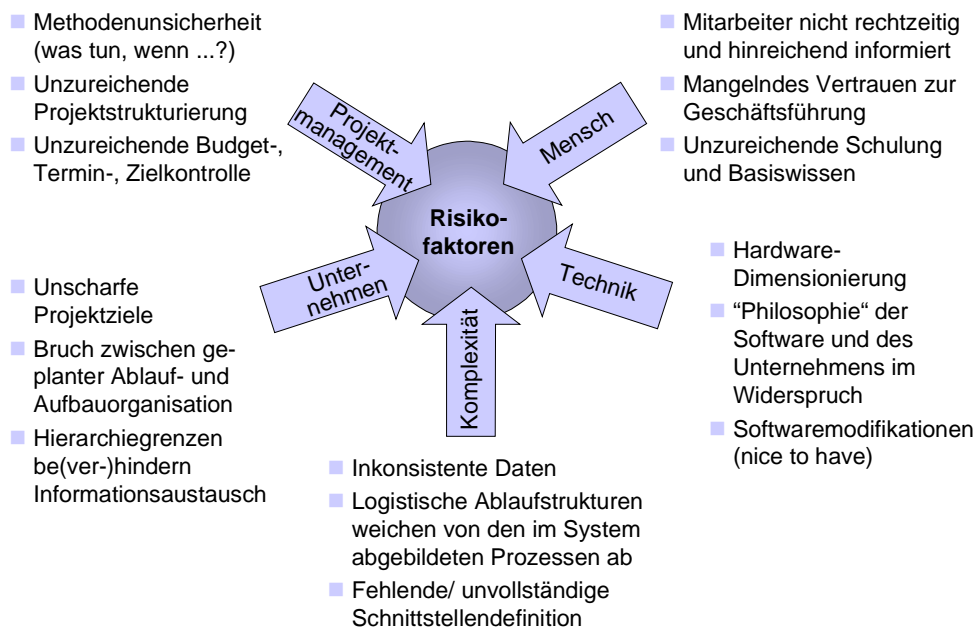 Methodenunsicherheit
(was tun, wenn ...?)
Unzureichende
Projektstrukturierung
Unzureichende Budget-,
Termin-, Zielkontrolle
Projekt-
management
Mensch
Mitarbeiter nicht rechtzeitig
und hinreichend informiert
Mangelndes Vertrauen zur
Geschäftsführung
Unzureichende Schulung
und Basiswissen
Risiko-
faktoren
Unscharfe
Projektziele
Bruch zwischen ge-
planter Ablauf- und
Aufbauorganisation
Hierarchiegrenzen
be(ver-)hindern
Informationsaustausch
Unter-
nehmen
Komplexität
Technik
Hardware-
Dimensionierung
“Philosophie“ der
Software und des
Unternehmens im
Widerspruch
Softwaremodifikationen
(nice to have)
Inkonsistente Daten
Logistische Ablaufstrukturen
weichen von den im System
abgebildeten Prozessen ab
Fehlende/ unvollständige
Schnittstellendefinition